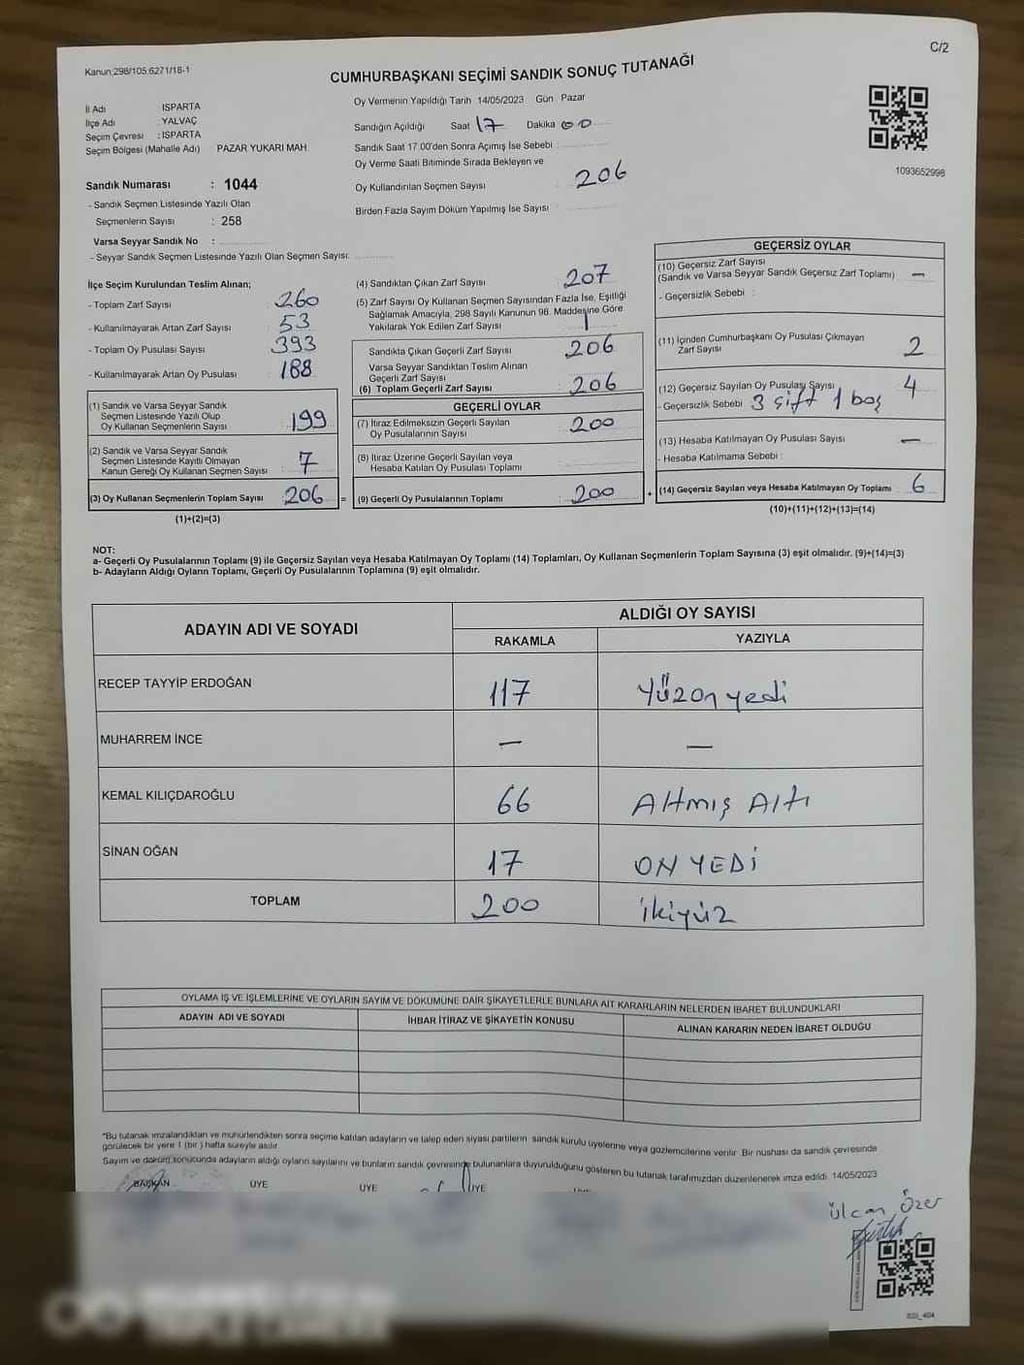 C/2
Kanun:298/105.6271/18-1
CUMHURBAŞKANI SEÇİMİ SANDIK SONUÇ TUTANAĞI
İl Adı ISPARTA
İlçe Adı YALVAÇ
Seçim Çevresi : ISPARTA
Seçim Bölgesi (Mahalle Adı) PAZAR YUKARI MAH.
Sandık Numarası : 1044
- Sandık Seçmen Listesinde Yazılı Olan
Seçmenlerin Sayısı : 258
Varsa Seyyar Sandık No :
- Seyyar Sandık Seçmen Listesinde Yazılı Olan Seçmen Sayısı:
Oy Vermenin Yapıldığı Tarih 14/05/2023 Gün Pazar
Sandığın Açıldığı Saat 17 Dakika 00
Sandık Saat 17.00'den Sonra Açımış İse Sebebi :
Oy Verme Saati Bitiminde Sırada Bekleyen ve
Oy Kullandırılan Seçmen Sayısı 206
Birden Fazla Sayım Döküm Yapılmış İse Sayısı
1093652998
İlçe Seçim Kurulundan Teslim Alınan;
- Toplam Zarf Sayısı 260
- Kullanılmayarak Artan Zarf Sayısı 53
- Toplam Oy Pusulası Sayısı 393
- Kullanılmayarak Artan Oy Pusulası 188
(1) Sandık ve Varsa Seyyar Sandık
Seçmen Listesinde Yazılı Olup
Oy Kullanan Seçmenlerin Sayısı 199
(2) Sandık ve Varsa Seyyar Sandık
Seçmen Listesinde Kayıtlı Olmayan
Kanun Gereği Oy Kullanan Seçmen Sayısı 7
(3) Oy Kullanan Seçmenlerin Toplam Sayısı 206 =
(1)+(2)=(3)
(4) Sandıktan Çıkan Zarf Sayısı 207
(5) Zarf Sayısı Oy Kullanan Seçmen Sayısından Fazla İse, Eşitliği
Sağlamak Amacıyla, 298 Sayılı Kanunun 98. Maddesine Göre
Yakılarak Yok Edilen Zarf Sayısı 1
Sandıkta Çıkan Geçerli Zarf Sayısı 206
Varsa Seyyar Sandıktan Teslim Alınan
Geçerli Zarf Sayısı
(6) Toplam Geçerli Zarf Sayısı 206
GEÇERLİ OYLAR
(7) İtiraz Edilmeksizin Geçerli Sayılan
Oy Pusulalarının Sayısı 200
(8) İtiraz Üzerine Geçerli Sayılan veya
Hesaba Katılan Oy Pusulası Toplamı
(9) Geçerli Oy Pusulalarının Toplamı : 200
GEÇERSİZ OYLAR
(10) Geçersiz Zarf Sayısı
(Sandık ve Varsa Seyyar Sandık Geçersiz Zarf Toplamı) —
- Geçersizlik Sebebi :
(11) İçinden Cumhurbaşkanı Oy Pusulası Çıkmayan
Zarf Sayısı 2
(12) Geçersiz Sayılan Oy Pusulası Sayısı 4
- Geçersizlik Sebebi 3 çift 1 boş
(13) Hesaba Katılmayan Oy Pusulası Sayısı —
- Hesaba Katılmama Sebebi :
(14) Geçersiz Sayılan veya Hesaba Katılmayan Oy Toplamı 6
(10)+(11)+(12)+(13)=(14)
NOT:
a- Geçerli Oy Pusulalarının Toplamı (9) ile Geçersiz Sayılan veya Hesaba Katılmayan Oy Toplamı (14) Toplamları, Oy Kullanan Seçmenlerin Toplam Sayısına (3) eşit olmalıdır. (9)+(14)=(3)
b- Adayların Aldığı Oyların Toplamı, Geçerli Oy Pusulalarının Toplamına (9) eşit olmalıdır.
ADAYIN ADI VE SOYADI ALDIĞI OY SAYISI
RAKAMLA YAZIYLA
RECEP TAYYİP ERDOĞAN 117 Yüzon yedi
MUHARREM İNCE — —
KEMAL KILIÇDAROĞLU 66 Altmış Altı
SİNAN OĞAN 17 ON YEDİ
TOPLAM 200 ikiyüz
OYLAMA İŞ VE İŞLEMLERİNE VE OYLARIN SAYIM VE DÖKÜMÜNE DAİR ŞİKAYETLERLE BUNLARA AİT KARARLARIN NELERDEN İBARET BULUNDUKLARI
ADAYIN ADI VE SOYADI İHBAR İTİRAZ VE ŞİKAYETİN KONUSU ALINAN KARARIN NEDEN İBARET OLDUĞU
*Bu tutanak imzalandıktan ve mühürlendikten sonra seçime katılan adayların ve talep eden siyasi partilerin sandık kurulu üyelerine veya gözlemcilerine verilir. Bir nüshası da sandık çevresinde
görülecek bir yere 1 (bir) hafta süreyle asılır.
Sayım ve döküm sonucunda adayların aldığı oyların sayılarını ve bunların sandık çevresinde bulunanlara duyurulduğunu gösteren bu tutanak tarafımızdan düzenlenerek imza edildi. 14/05/2023
BAŞKAN ÜYE ÜYE ÜYE
ülcan Özer